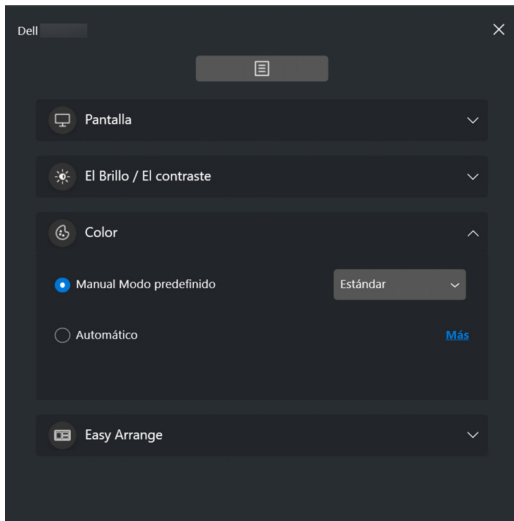 Dell
Pantalla
El Brillo / El contraste
Color
Manual Modo predefinido
Estándar
Automático
Más
Easy Arrange